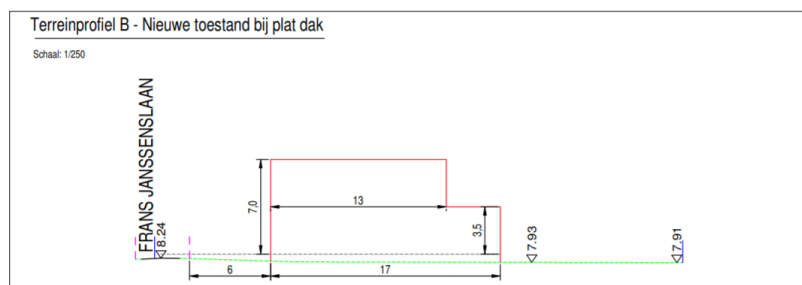 Terreinprofiel B - Nieuwe toestand bij plat dak
Schaal: 1/250
FRANS JANSSENSLAAN
8.24
7,0
13
3,5
7.93
7.91
6
17